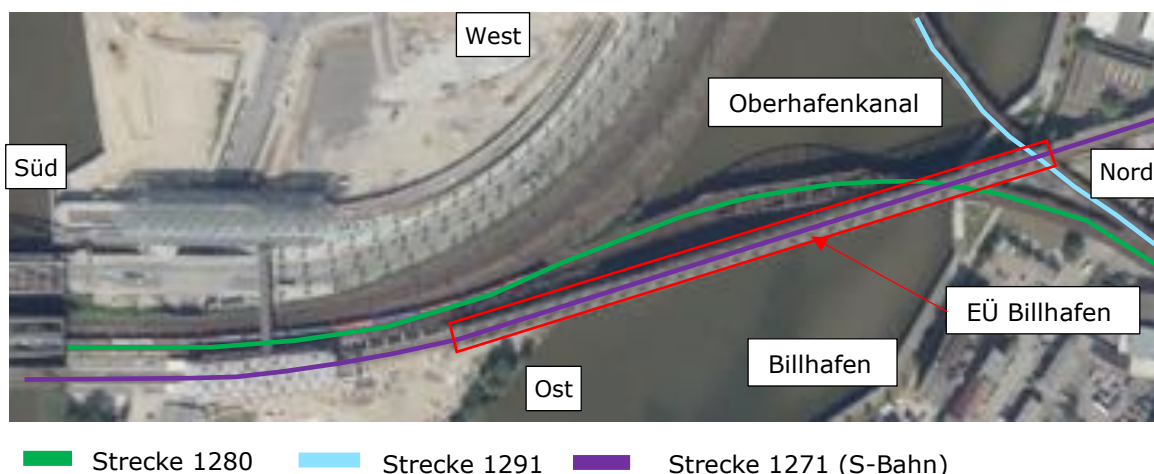 West
Oberhafenkanal
Süd
Nord
EÜ Billhafen
Billhafen
Ost
Strecke 1280 Strecke 1291 Strecke 1271 (S-Bahn)